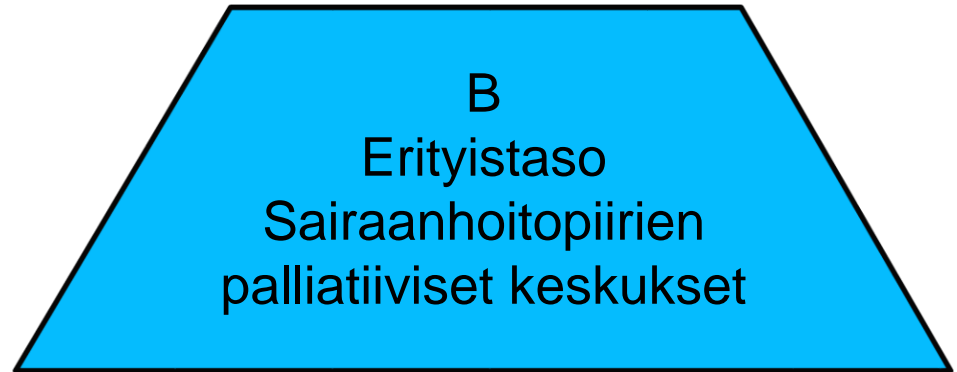 B
Erityistaso
Sairaanhoitopiirien
palliatiiviset keskukset